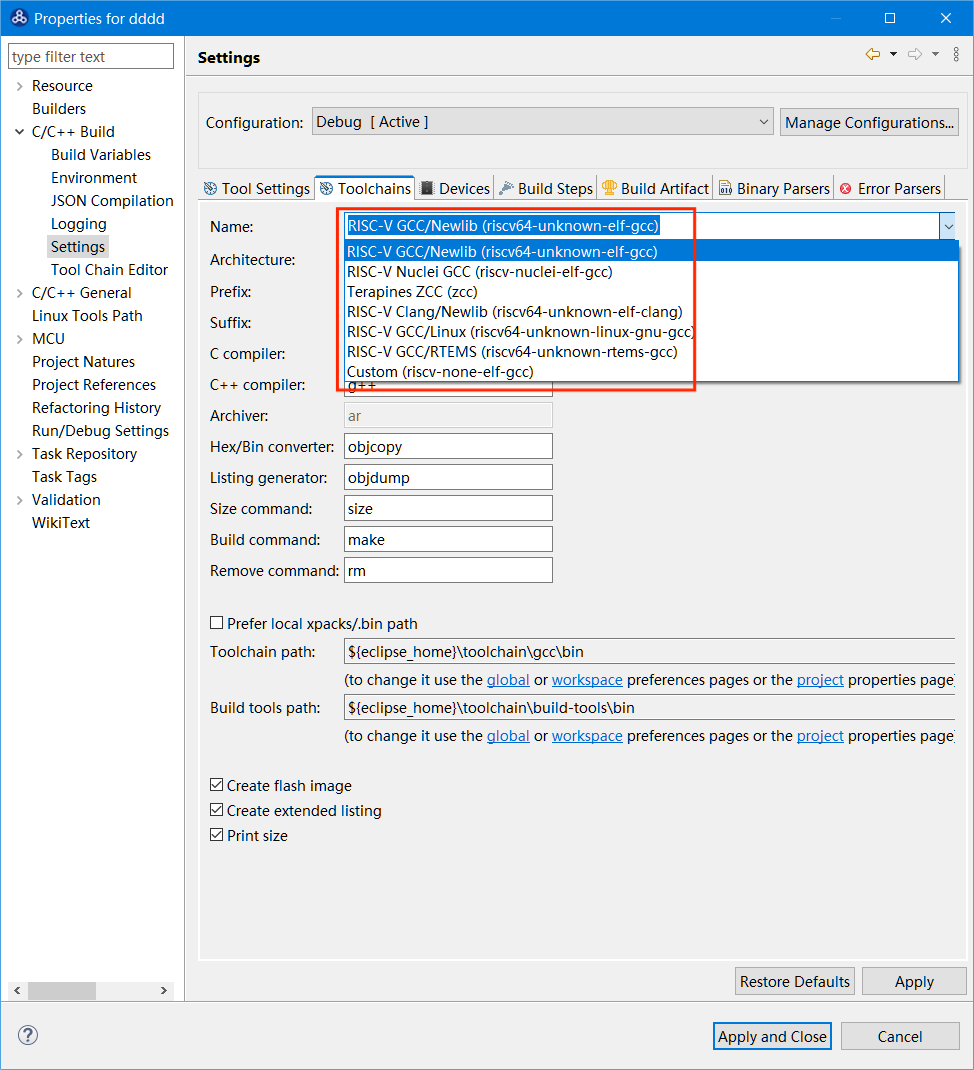 Properties for dddd
type filter text
Resource
Builders
C/C++ Build
Build Variables
Environment
JSON Compilation
Logging
Settings
Tool Chain Editor
C/C++ General
Linux Tools Path
MCU
Project Natures
Project References
Refactoring History
Run/Debug Settings
Task Repository
Task Tags
Validation
WikiText
Settings
Configuration: Debug [ Active ] Manage Configurations...
Tool Settings Toolchains Devices Build Steps Build Artifact Binary Parsers Error Parsers
Name: RISC-V GCC/Newlib (riscv64-unknown-elf-gcc)
RISC-V GCC/Newlib (riscv64-unknown-elf-gcc)
Architecture:
RISC-V Nuclei GCC (riscv-nuclei-elf-gcc)
Prefix: Terapines ZCC (zcc)
RISC-V Clang/Newlib (riscv64-unknown-elf-clang)
Suffix:
RISC-V GCC/Linux (riscv64-unknown-linux-gnu-gcc)
C compiler: RISC-V GCC/RTEMS (riscv64-unknown-rtems-gcc)
Custom (riscv-none-elf-gcc)
C++ compiler: g++
Archiver: ar
Hex/Bin converter: objcopy
Listing generator: objdump
Size command: size
Build command: make
Remove command: rm
Prefer local xpacks/.bin path
Toolchain path: ${eclipse_home}\toolchain\gcc\bin
(to change it use the global or workspace preferences pages or the project properties page
Build tools path: ${eclipse_home}\toolchain\build-tools\bin
(to change it use the global or workspace preferences pages or the project properties page
Create flash image
Create extended listing
Print size
Restore Defaults Apply
Apply and Close Cancel